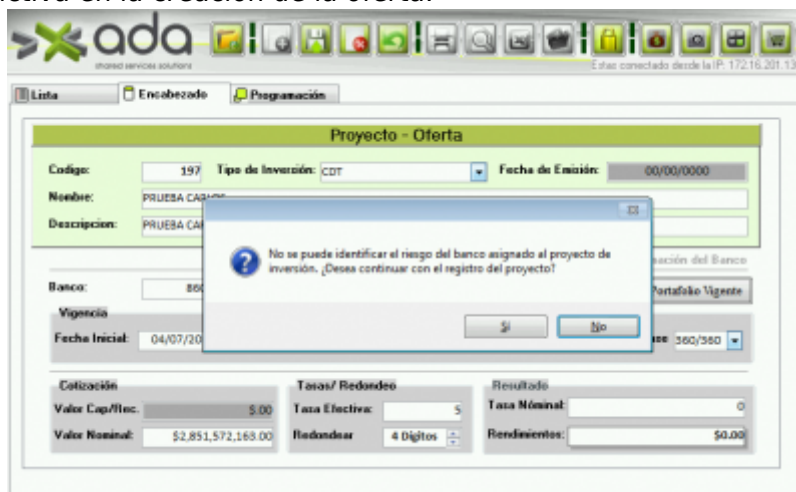 en la creación de la oferta.
ada
shared services solutions
Estas conectado desde la IP: 172.16.201.13
Lista Encabezado Programación
Proyecto - Oferta
Codigo: 197 Tipo de Inversión: CDT Fecha de Emisión: 00/00/0000
Nombre: PRUEBA CARLOS
Descripcion: PRUEBA CA
No se puede identificar el riesgo del banco asignado al proyecto de
inversión. ¿Desea continuar con el registro del proyecto?
Sí No
ación del Banco
Banco: 860 Portafolio Vigente
Vigencia
Fecha Inicial: 04/07/20 360/360
Cotización Tasas/ Redondeo Resultado
Valor Cap/Rec. $.00 Tasa Efectiva: 5 Tasa Nóminal: 0
Valor Nominal: $2,851,572,163.00 Redondear 4 Digitos Rendimientos: $0.00